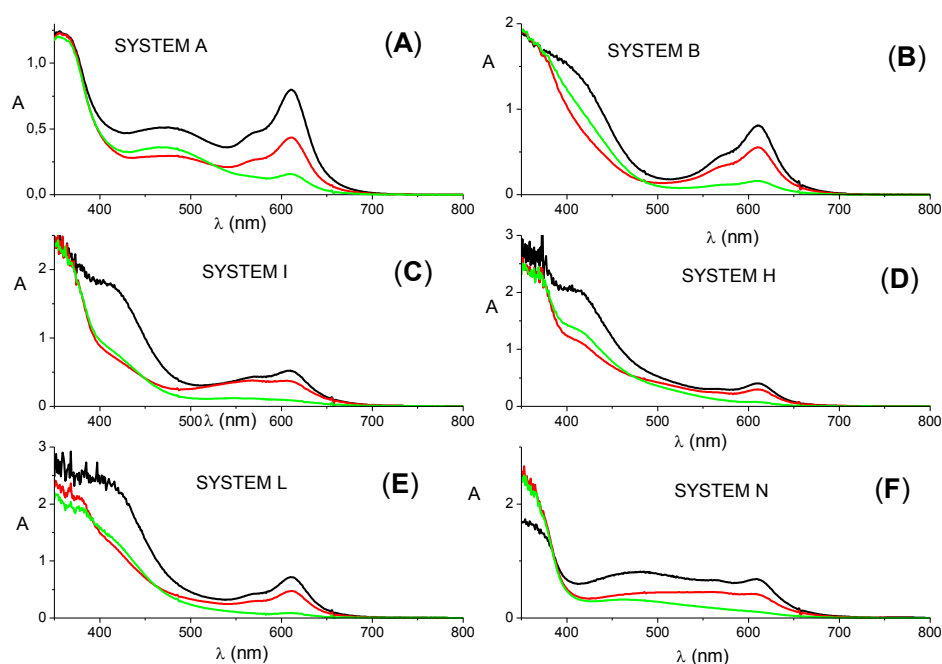 SYSTEM A
(A)
1,0
A
0,5
0,0
400 500 600 700 800
λ (nm)
2
SYSTEM B
(B)
A
1
0
400 500 600 700 800
λ (nm)
SYSTEM I
(C)
2
A
1
0
400 500 600 700 800
λ (nm)
3
SYSTEM H
(D)
A
2
1
0
400 500 600 700 800
λ (nm)
3
SYSTEM L
(E)
2
A
1
0
400 500 600 700 800
λ (nm)
SYSTEM N
(F)
A
2
1
0
400 500 600 700 800
λ (nm)